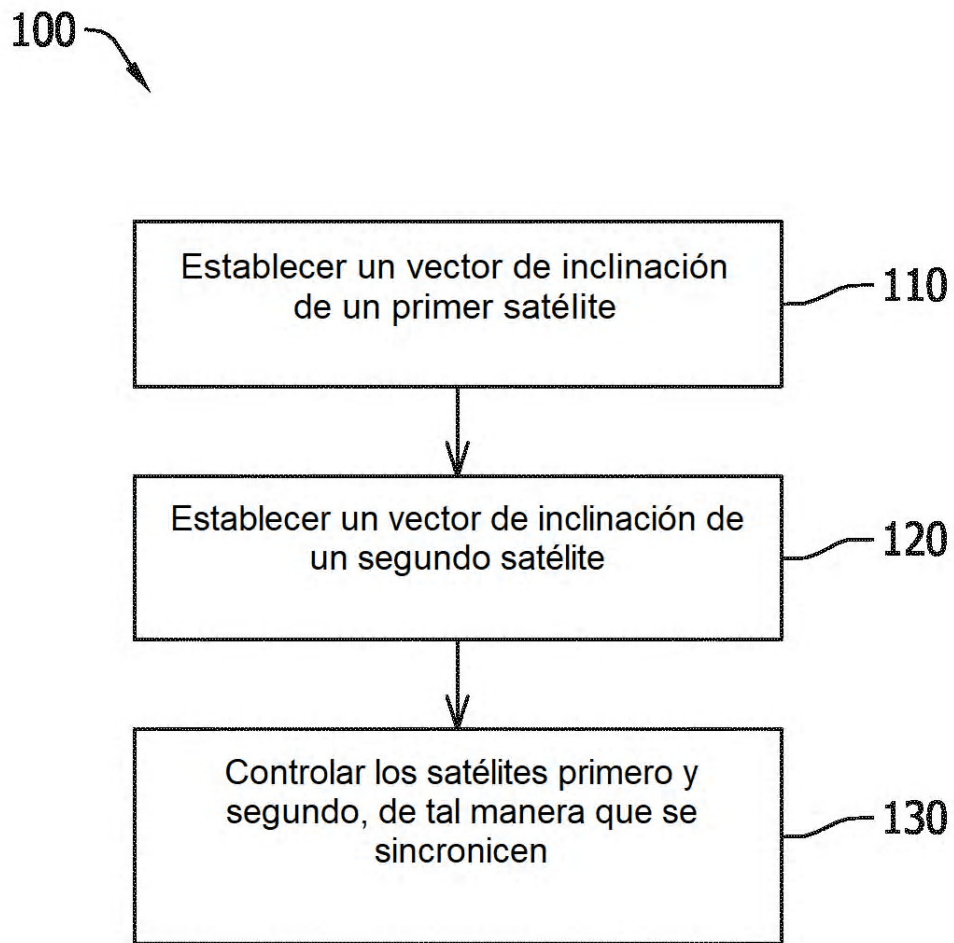 100
Establecer un vector de inclinación
de un primer satélite
110
Establecer un vector de inclinación de
un segundo satélite
120
Controlar los satélites primero y
segundo, de tal manera que se
sincronicen
130